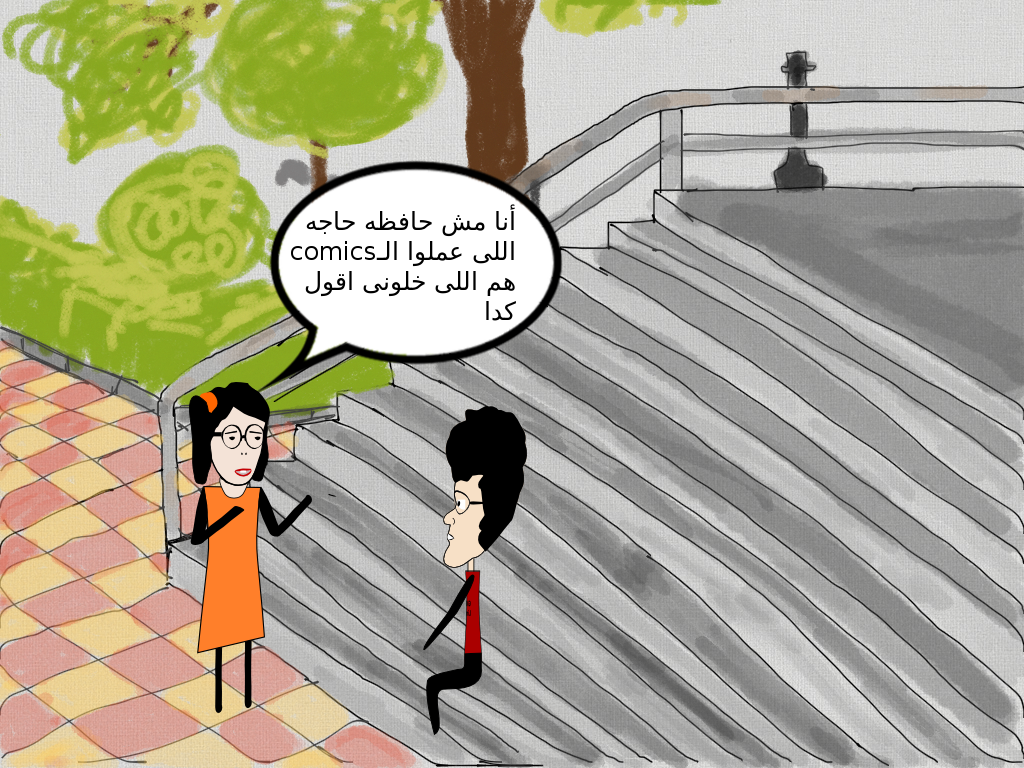 أنا مش حافظه حاجه
اللى عملوا الـcomics
هم اللى خلونى اقول
كدا